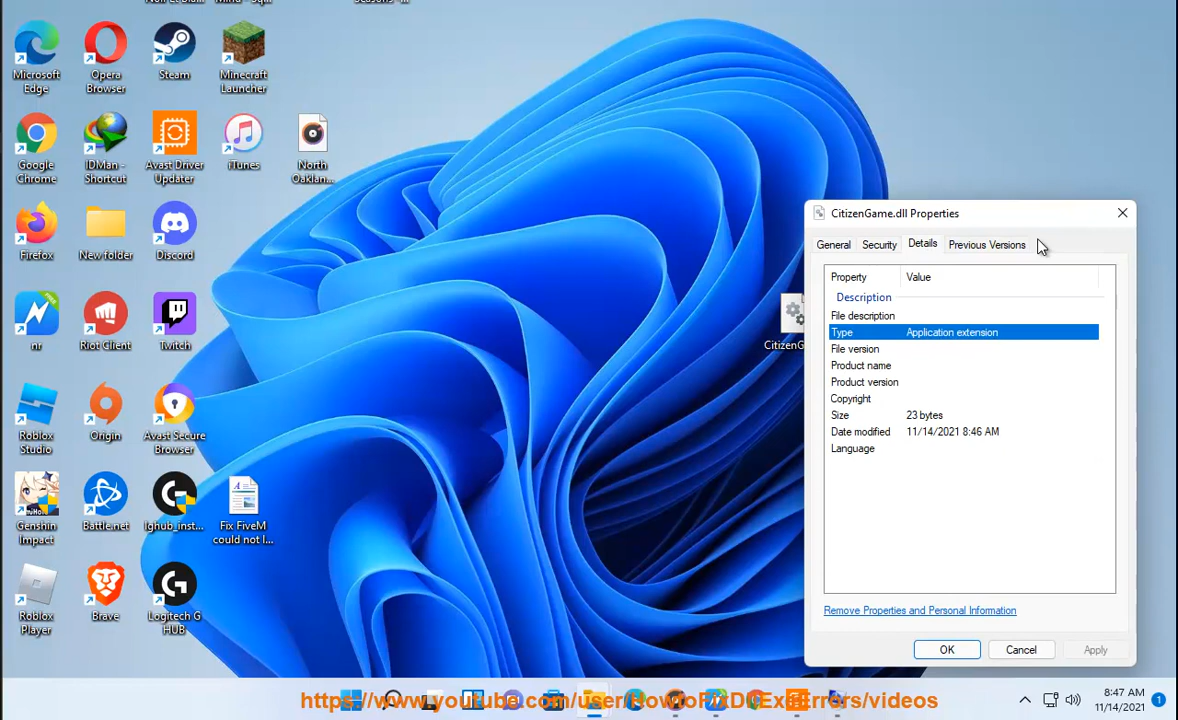 Microsoft
Edge
Opera
Browser
Steam
Minecraft
Launcher
Google
Chrome
IDMan -
Shortcut
Avast Driver
Updater
iTunes
North
Oaklan...
Firefox
New folder
Discord
nr
Riot Client
Twitch
Roblox
Studio
Origin
Avast Secure
Browser
Genshin
Impact
Battle.net
lghub_inst...
Fix FiveM
could not l...
Roblox
Player
Brave
Logitech G
HUB
CitizenG
CitizenGame.dll Properties
General Security Details Previous Versions
Property Value
Description
File description
Type Application extension
File version
Product name
Product version
Copyright
Size 23 bytes
Date modified 11/14/2021 8:46 AM
Language
Remove Properties and Personal Information
OK Cancel Apply
https://www.youtube.com/user/HowtoFixDllExeErrors/videos
8:47 AM
11/14/2021
1